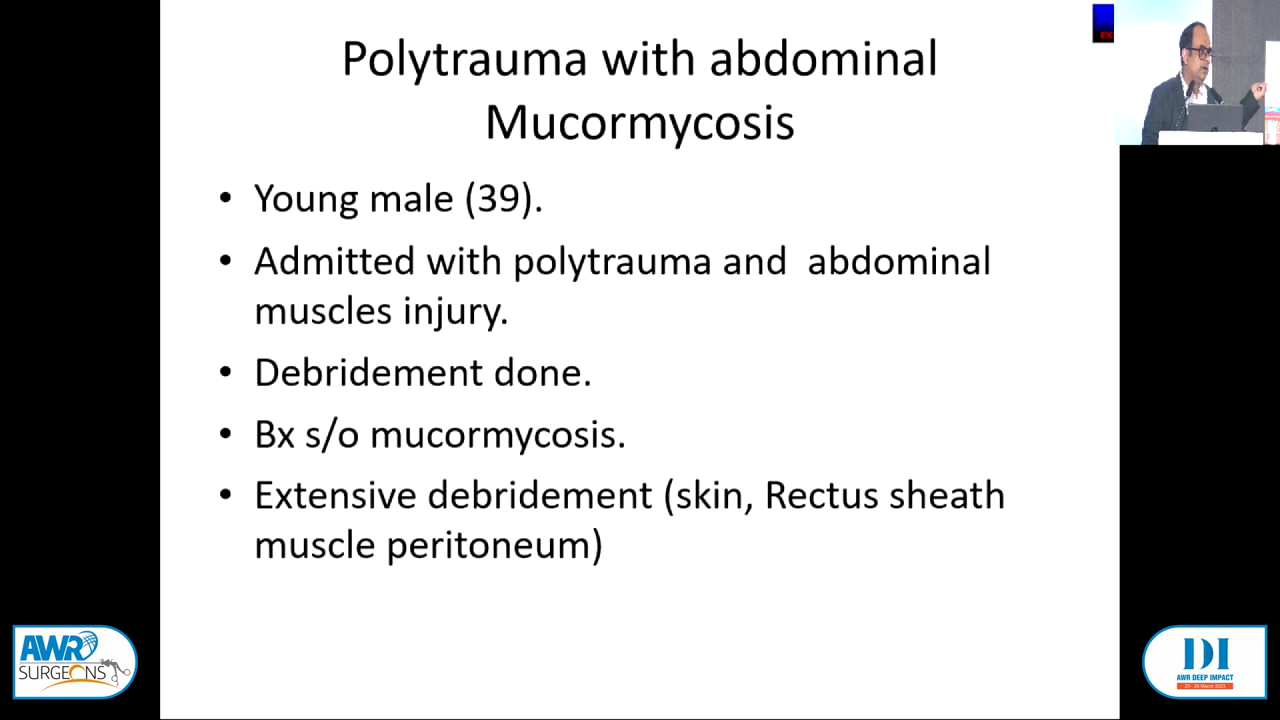 Polytrauma with abdominal
Mucormycosis
• Young male (39).
• Admitted with polytrauma and  abdominal
muscles injury.
• Debridement done.
• Bx s/o mucormycosis.
• Extensive debridement (skin, Rectus sheath
muscle peritoneum)
AWR
SURGEONS
DI
AWR DEEP IMPACT